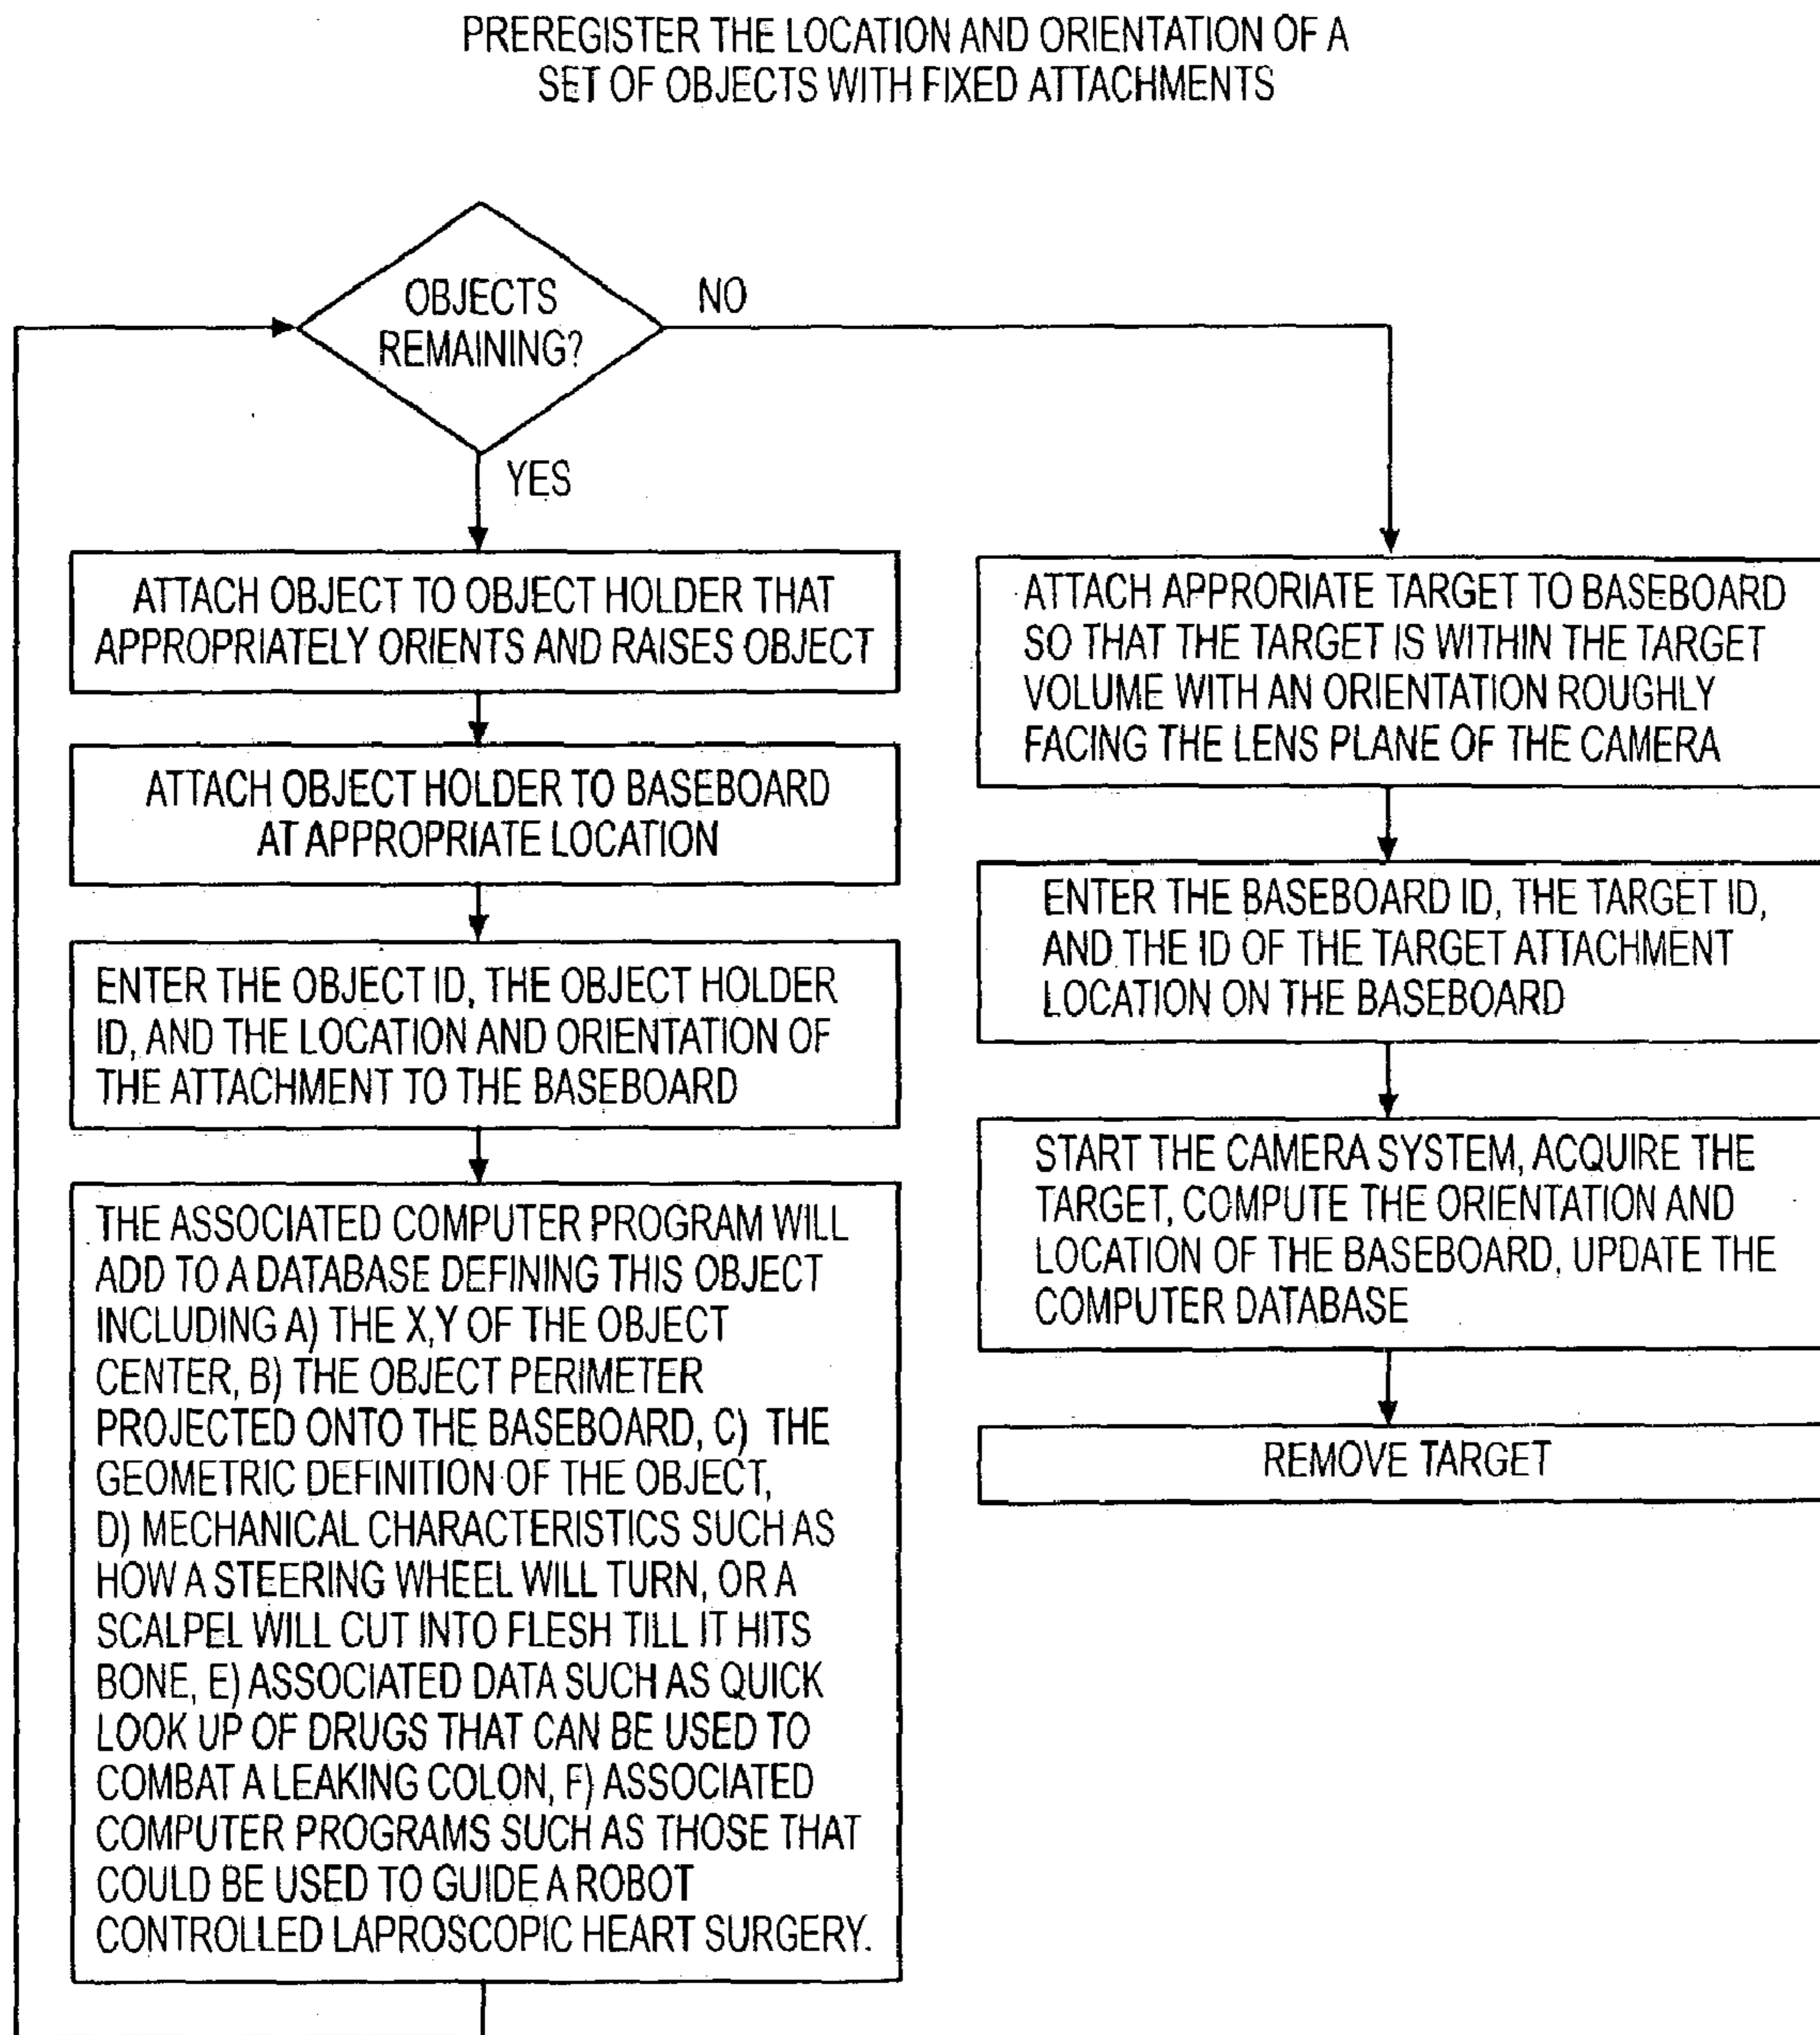 PREREGISTER THE LOCATION AND ORIENTATION OF A
SET OF OBJECTS WITH FIXED ATTACHMENTS
OBJECTS
REMAINING?
NO
YES
ATTACH OBJECT TO OBJECT HOLDER THAT
APPROPRIATELY ORIENTS AND RAISES OBJECT
ATTACH OBJECT HOLDER TO BASEBOARD
AT APPROPRIATE LOCATION
ENTER THE OBJECT ID, THE OBJECT HOLDER
ID, AND THE LOCATION AND ORIENTATION OF
THE ATTACHMENT TO THE BASEBOARD
THE ASSOCIATED COMPUTER PROGRAM WILL
ADD TO A DATABASE DEFINING THIS OBJECT
INCLUDING A) THE X,Y OF THE OBJECT
CENTER, B) THE OBJECT PERIMETER
PROJECTED ONTO THE BASEBOARD, C) THE
GEOMETRIC DEFINITION OF THE OBJECT,
D) MECHANICAL CHARACTERISTICS SUCH AS
HOW A STEERING WHEEL WILL TURN, OR A
SCALPEL WILL CUT INTO FLESH TILL IT HITS
BONE, E) ASSOCIATED DATA SUCH AS QUICK
LOOK UP OF DRUGS THAT CAN BE USED TO
COMBAT A LEAKING COLON, F) ASSOCIATED
COMPUTER PROGRAMS SUCH AS THOSE THAT
COULD BE USED TO GUIDE A ROBOT
CONTROLLED LAPROSCOPIC HEART SURGERY.
ATTACH APPRORIATE TARGET TO BASEBOARD
SO THAT THE TARGET IS WITHIN THE TARGET
VOLUME WITH AN ORIENTATION ROUGHLY
FACING THE LENS PLANE OF THE CAMERA
ENTER THE BASEBOARD ID, THE TARGET ID,
AND THE ID OF THE TARGET ATTACHMENT
LOCATION ON THE BASEBOARD
START THE CAMERA SYSTEM, ACQUIRE THE
TARGET, COMPUTE THE ORIENTATION AND
LOCATION OF THE BASEBOARD, UPDATE THE
COMPUTER DATABASE
REMOVE TARGET